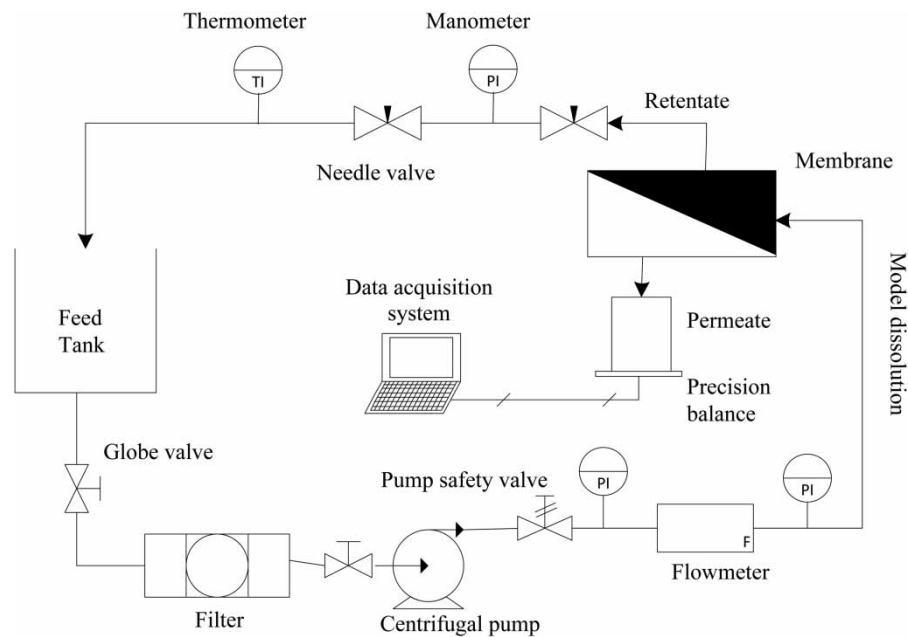 Thermometer
Manometer
TI
PI
Retentate
Needle valve
Membrane
Feed
Tank
Data acquisition
system
Permeate
Precision
balance
Model dissolution
Globe valve
Pump safety valve
PI
PI
F
Flowmeter
Filter
Centrifugal pump